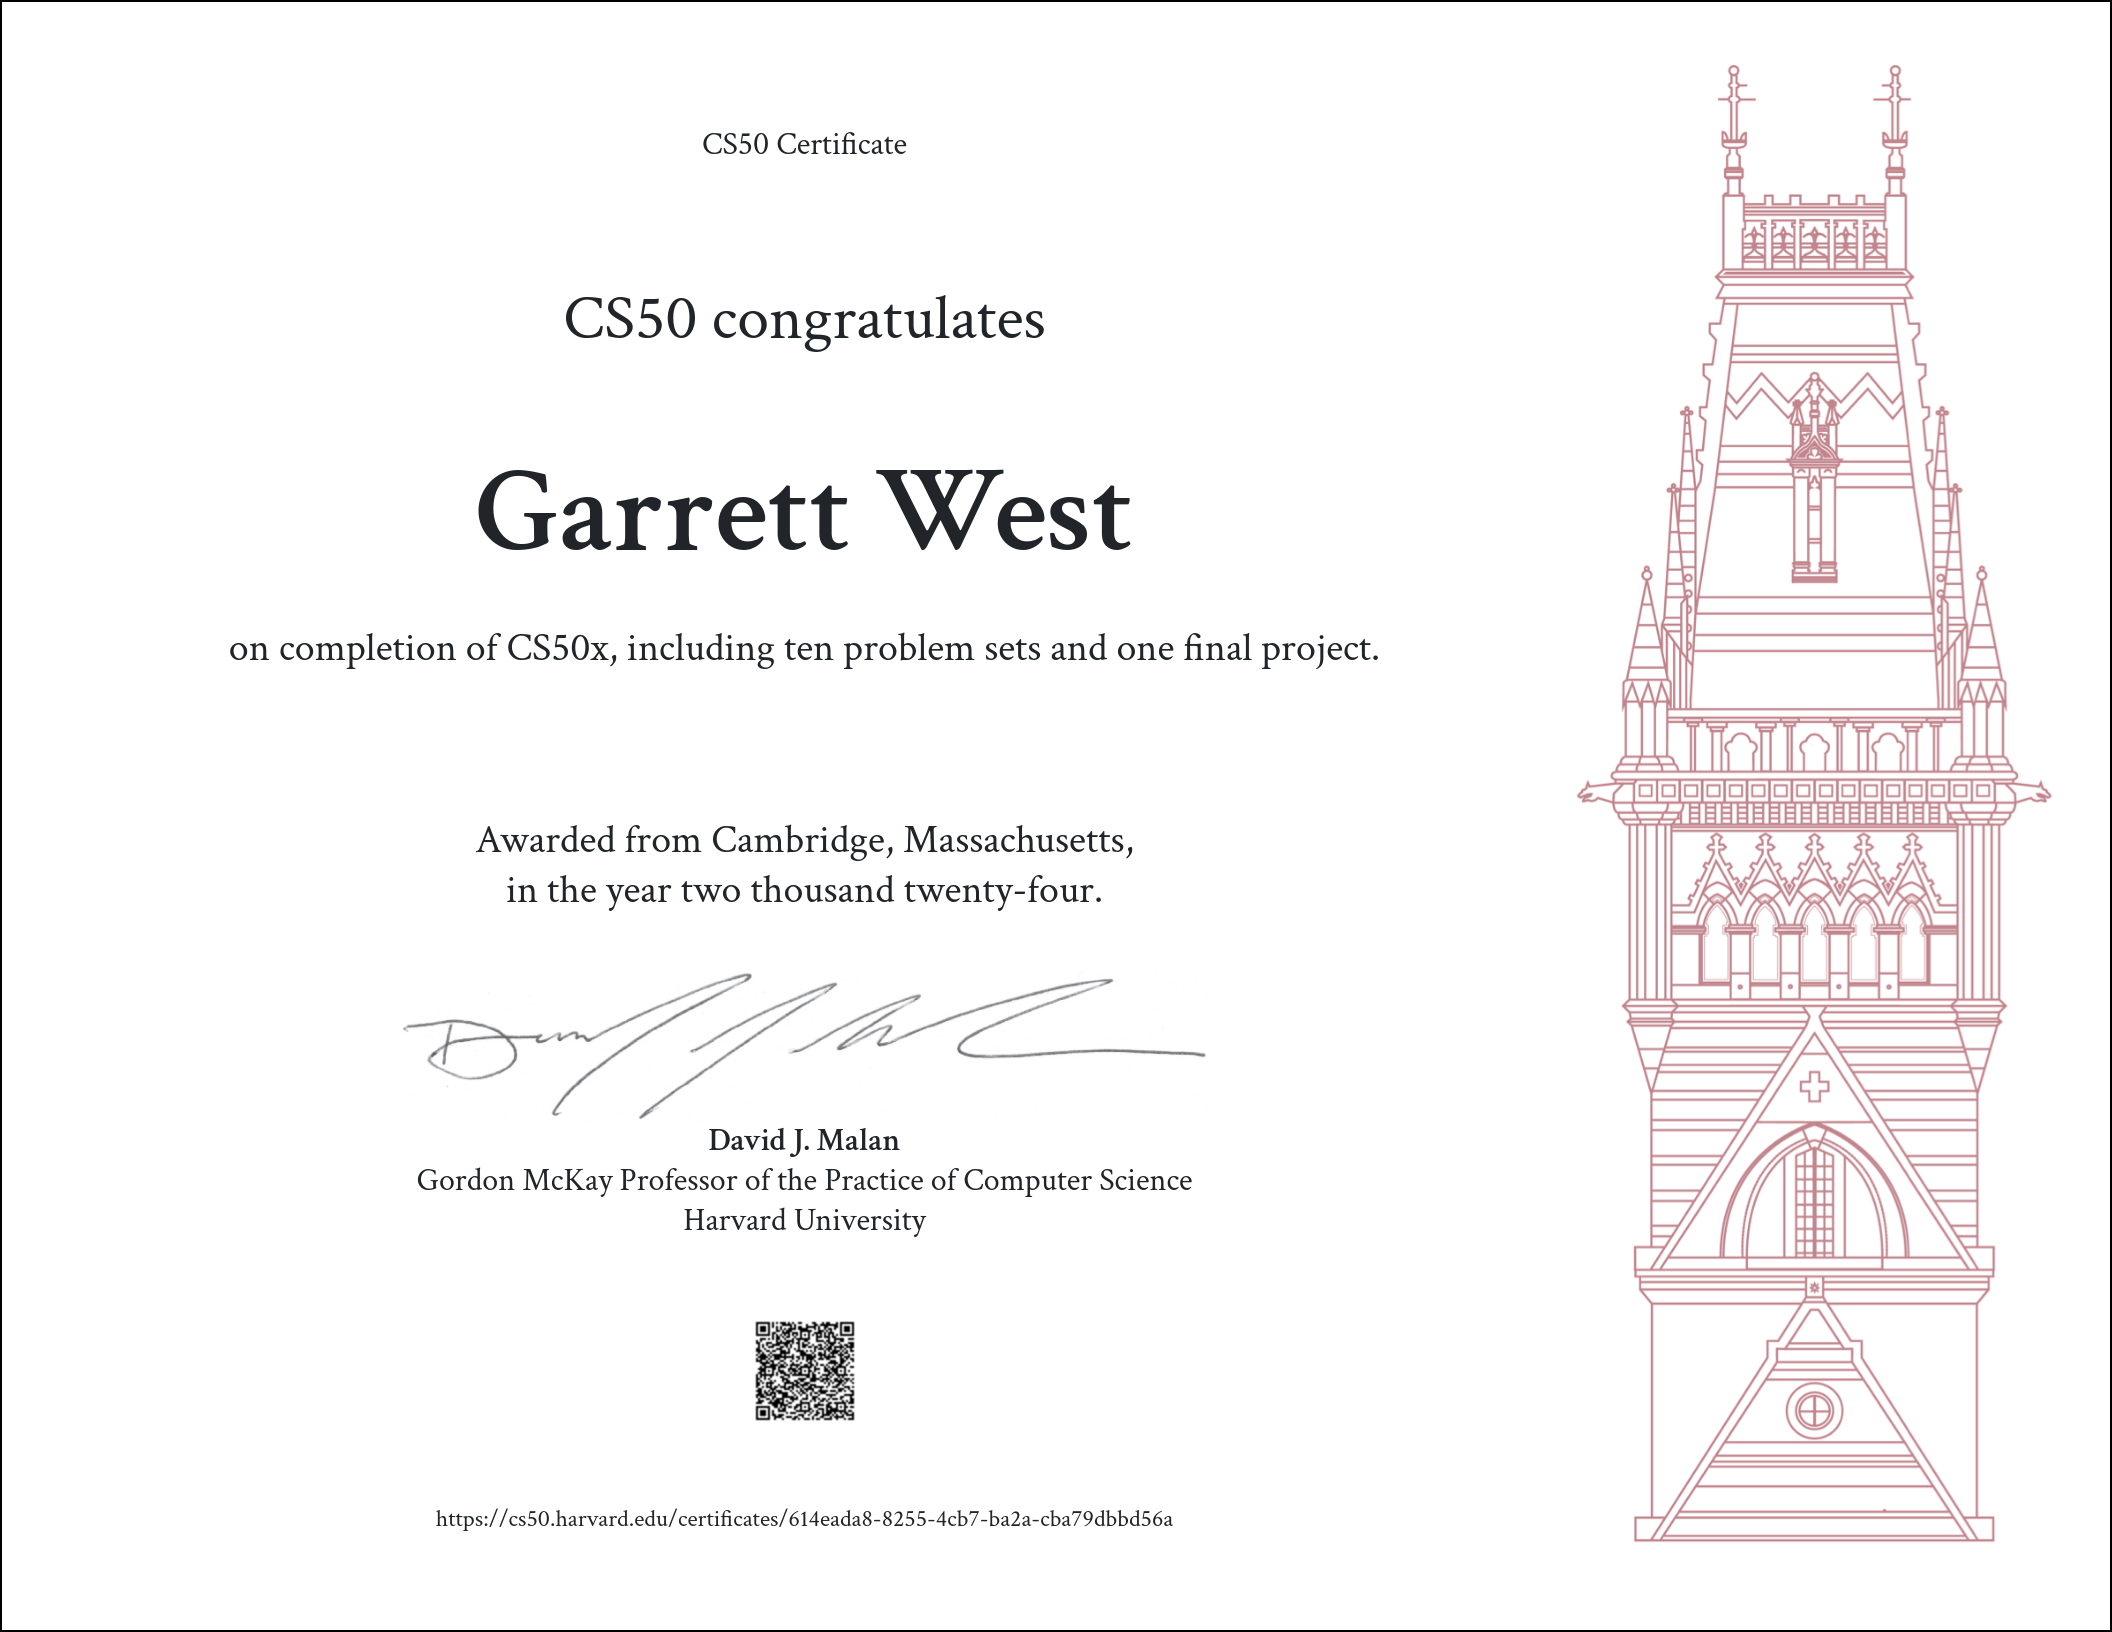 CS50 Certificate
CS50 congratulates
Garrett West
on completion of CS50x, including ten problem sets and one final project.
Awarded from Cambridge, Massachusetts,
in the year two thousand twenty-four.
David J. Malan
Gordon McKay Professor of the Practice of Computer Science
Harvard University
https://cs50.harvard.edu/certificates/614eada8-8255-4cb7-ba2a-cba79dbbd56a